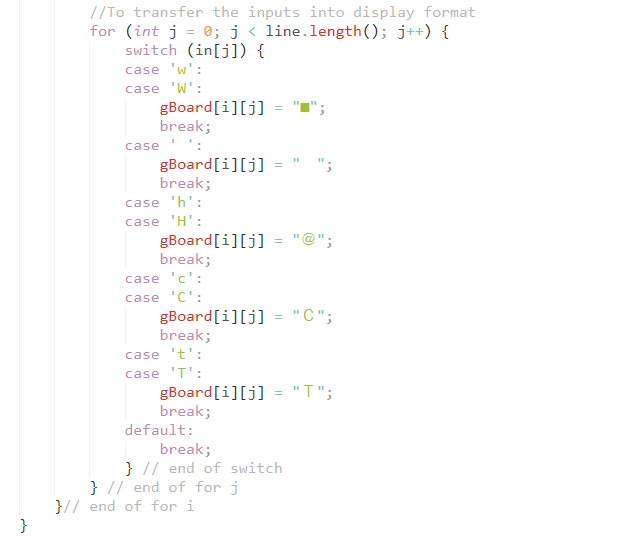 //To transfer the inputs into display format
for (int j = 0; j < line.length(); j++) {
switch (in[j]) {
case 'w':
case 'W':
gBoard[i][j] = "■";
break;
case ' ':
gBoard[i][j] = "　";
break;
case 'h':
case 'H':
gBoard[i][j] = "＠";
break;
case 'c':
case 'C':
gBoard[i][j] = "Ｃ";
break;
case 't':
case 'T':
gBoard[i][j] = "Ｔ";
break;
default:
break;
} // end of switch
} // end of for j
}// end of for i
}